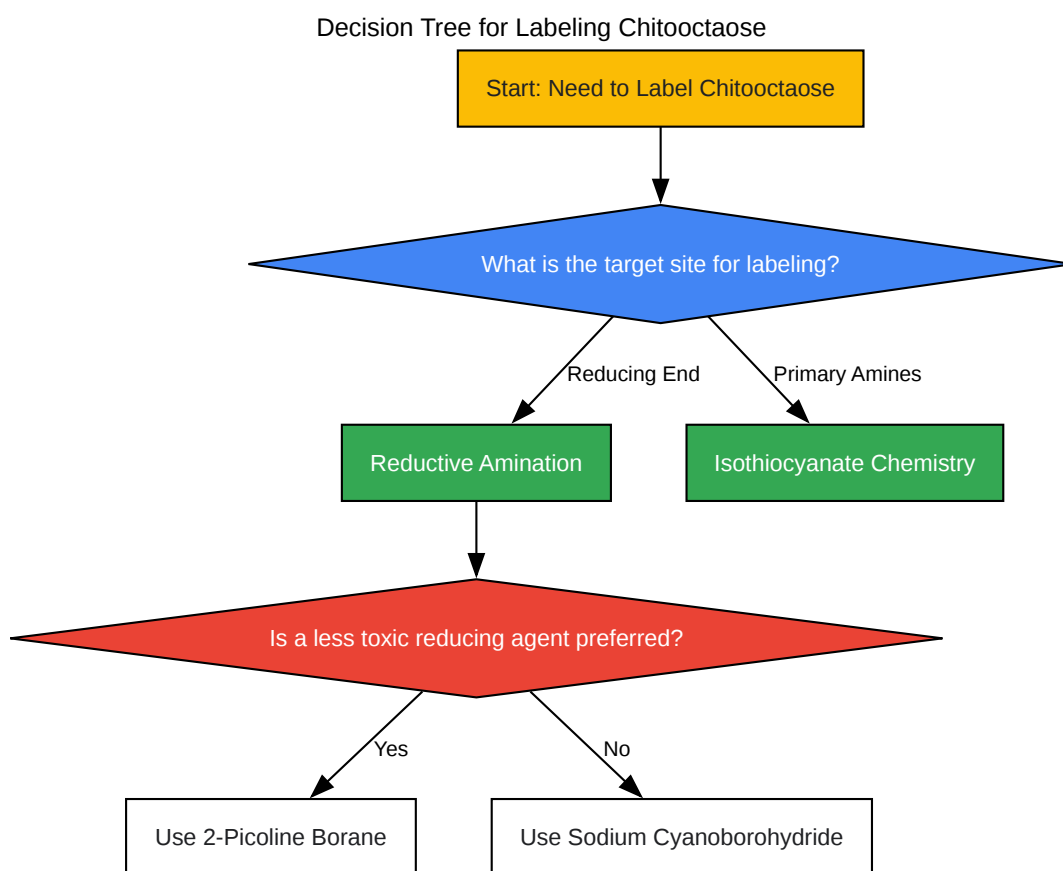 Decision Tree for Labeling Chitooctaose
Start: Need to Label Chitooctaose
What is the target site for labeling?
Reducing End
Primary Amines
Reductive Amination
Isothiocyanate Chemistry
Is a less toxic reducing agent preferred?
Yes
No
Use 2-Picoline Borane
Use Sodium Cyanoborohydride